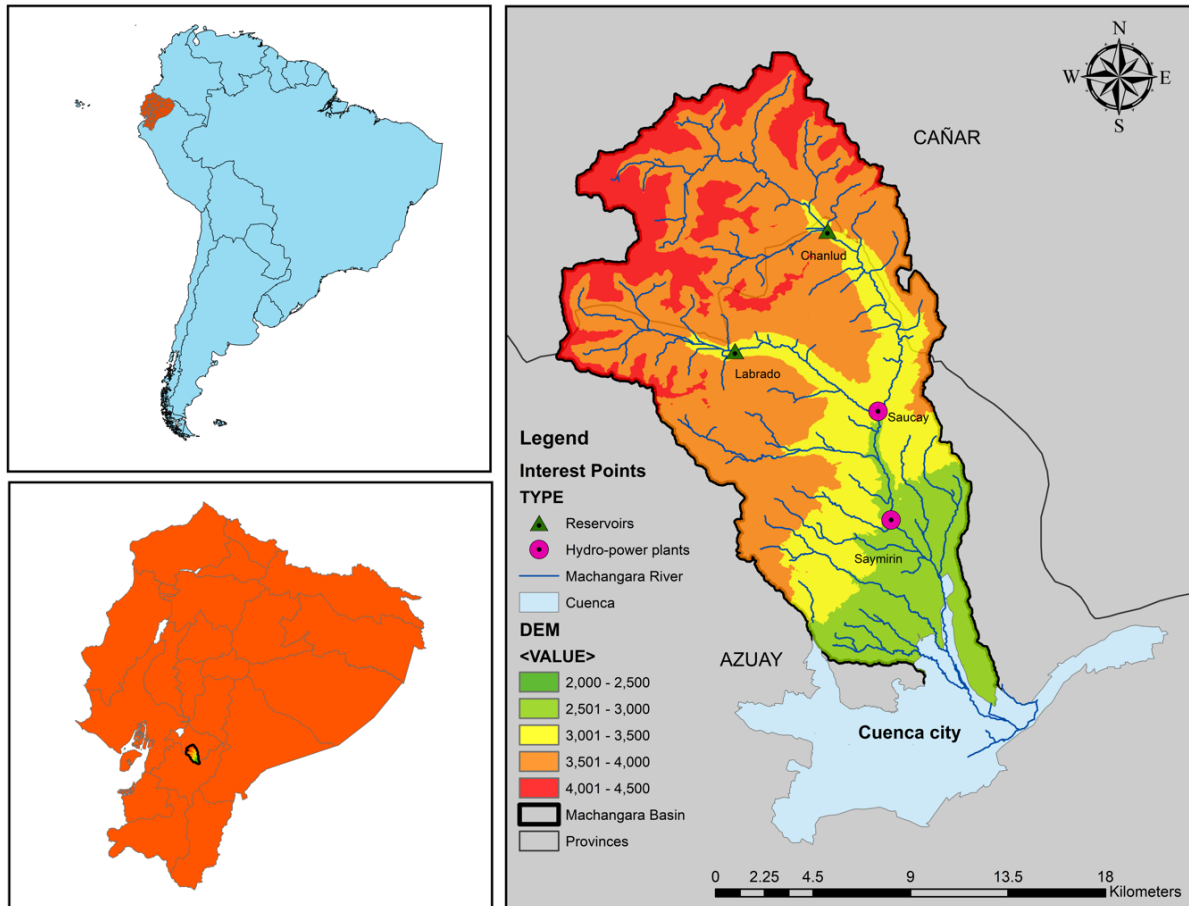 N
W
E
S
CAÑAR
Chanlud
Labrado
Saucay
Saymirin
AZUAY
Cuenca city
Legend
Interest Points
TYPE
Reservoirs
Hydro-power plants
Machangara River
Cuenca
DEM
<VALUE>
2,000 - 2,500
2,501 - 3,000
3,001 - 3,500
3,501 - 4,000
4,001 - 4,500
Machangara Basin
Provinces
0 2.25 4.5 9 13.5 18
Kilometers